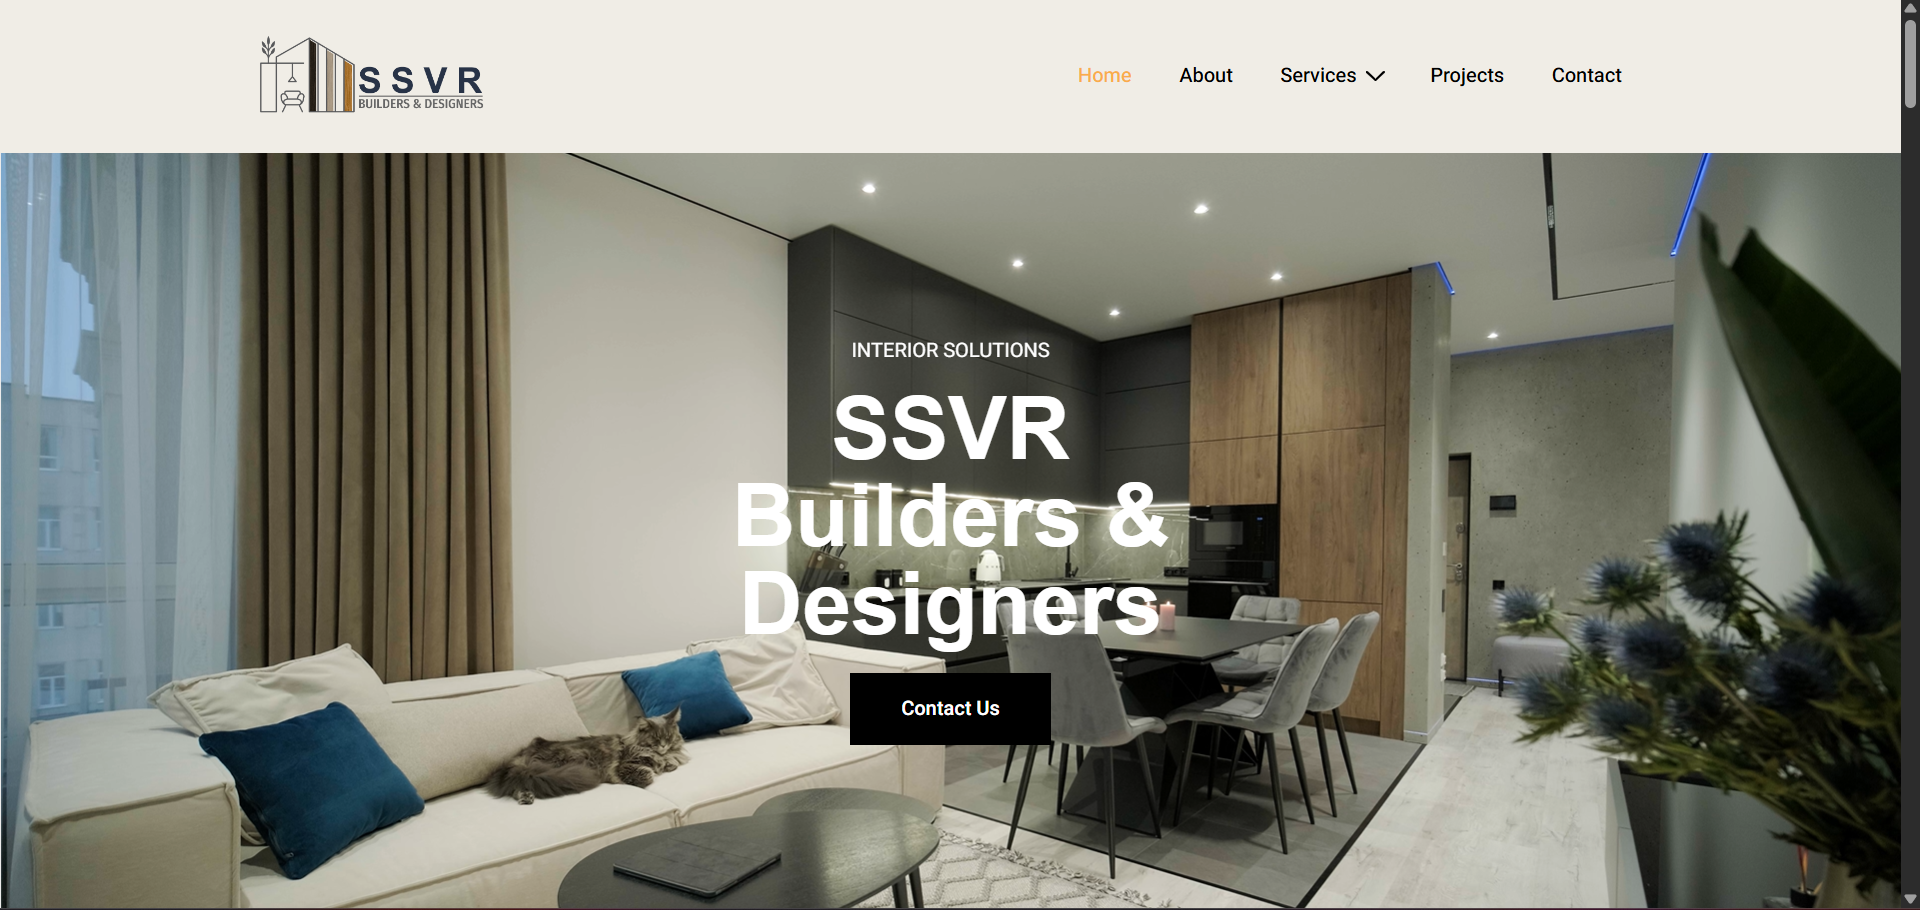 SSVR
BUILDERS & DESIGNERS
Home
About
Services
Projects
Contact
INTERIOR SOLUTIONS
SSVR
Builders &
Designers
Contact Us